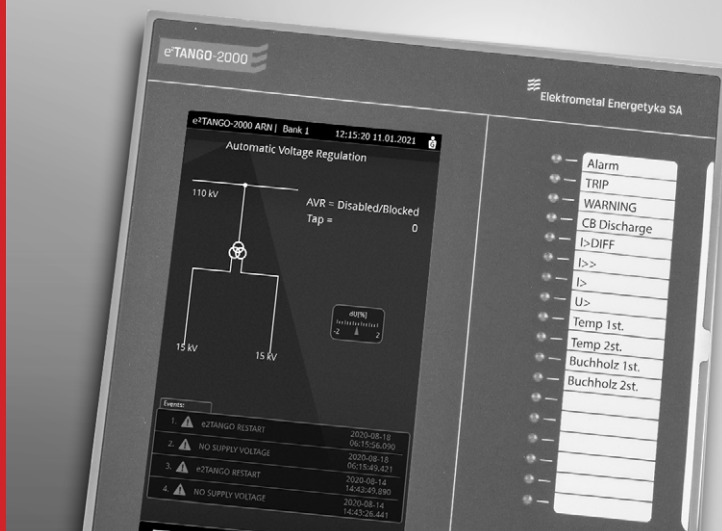 e²TANGO-2000
Elektrometal Energetyka SA
e²TANGO-2000 ARN | Bank 1 12:15:20 11.01.2021
Automatic Voltage Regulation
110 kV
AVR = Disabled/Blocked
Tap = 0
dU[%]
-2 2
15 kV 15 kV
Events:
1. e2TANGO RESTART 2020-08-18
06:15:56.090
2. NO SUPPLY VOLTAGE 2020-08-18
06:15:49.421
3. e2TANGO RESTART 2020-08-14
14:43:49.890
4. NO SUPPLY VOLTAGE 2020-08-14
14:43:26.441
Alarm
TRIP
WARNING
CB Discharge
I>DIFF
I>>
I>
U>
Temp 1st.
Temp 2st.
Buchholz 1st.
Buchholz 2st.